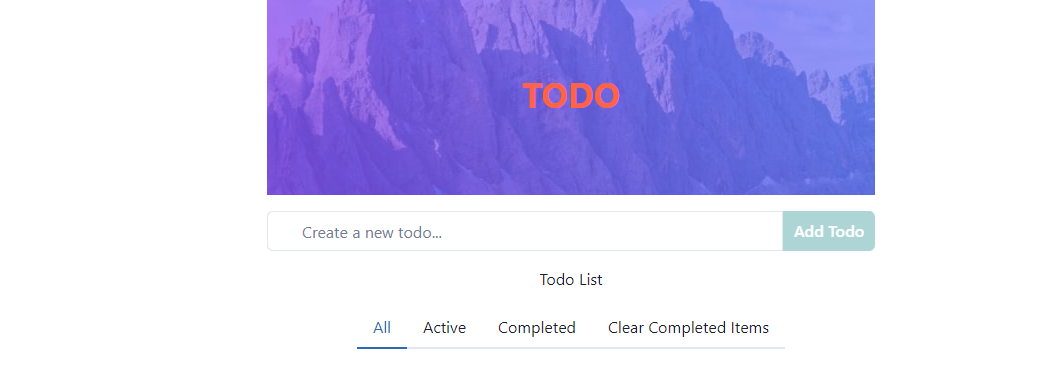 TODO
Create a new todo... Add Todo
Todo List
All Active Completed Clear Completed Items